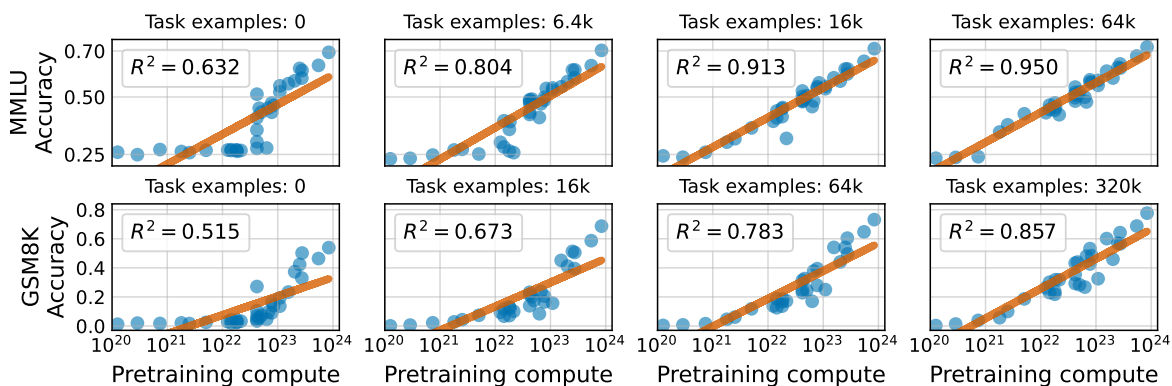 Task examples: 0
Task examples: 6.4k
Task examples: 16k
Task examples: 64k
MMLU
Accuracy
0.70
0.50
0.25
R² = 0.632
R² = 0.804
R² = 0.913
R² = 0.950
Task examples: 0
Task examples: 16k
Task examples: 64k
Task examples: 320k
GSM8K
Accuracy
0.8
0.6
0.4
0.2
0.0
R² = 0.515
R² = 0.673
R² = 0.783
R² = 0.857
10²⁰ 10²¹ 10²² 10²³ 10²⁴
10²⁰ 10²¹ 10²² 10²³ 10²⁴
10²⁰ 10²¹ 10²² 10²³ 10²⁴
10²⁰ 10²¹ 10²² 10²³ 10²⁴
Pretraining compute
Pretraining compute
Pretraining compute
Pretraining compute